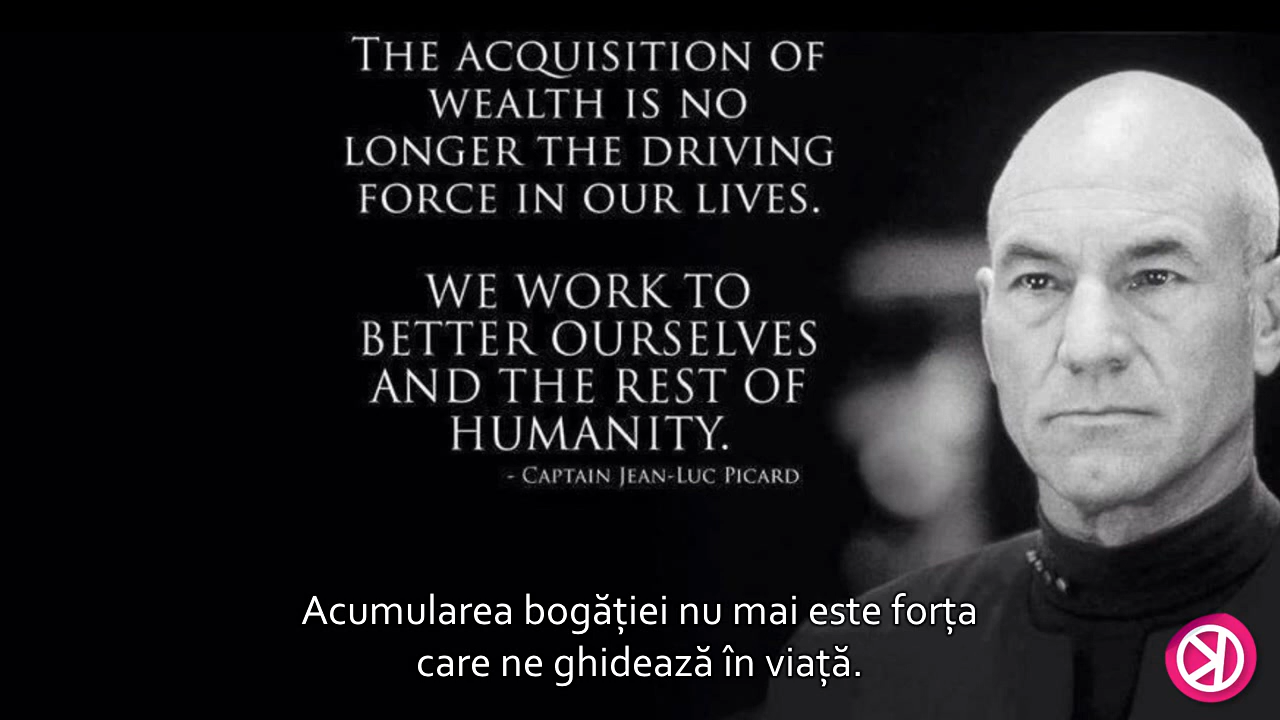 THE ACQUISITION OF
WEALTH IS NO
LONGER THE DRIVING
FORCE IN OUR LIVES.
WE WORK TO
BETTER OURSELVES
AND THE REST OF
HUMANITY.
- CAPTAIN JEAN-LUC PICARD
Acumularea bogăției nu mai este forța
care ne ghidează în viață.